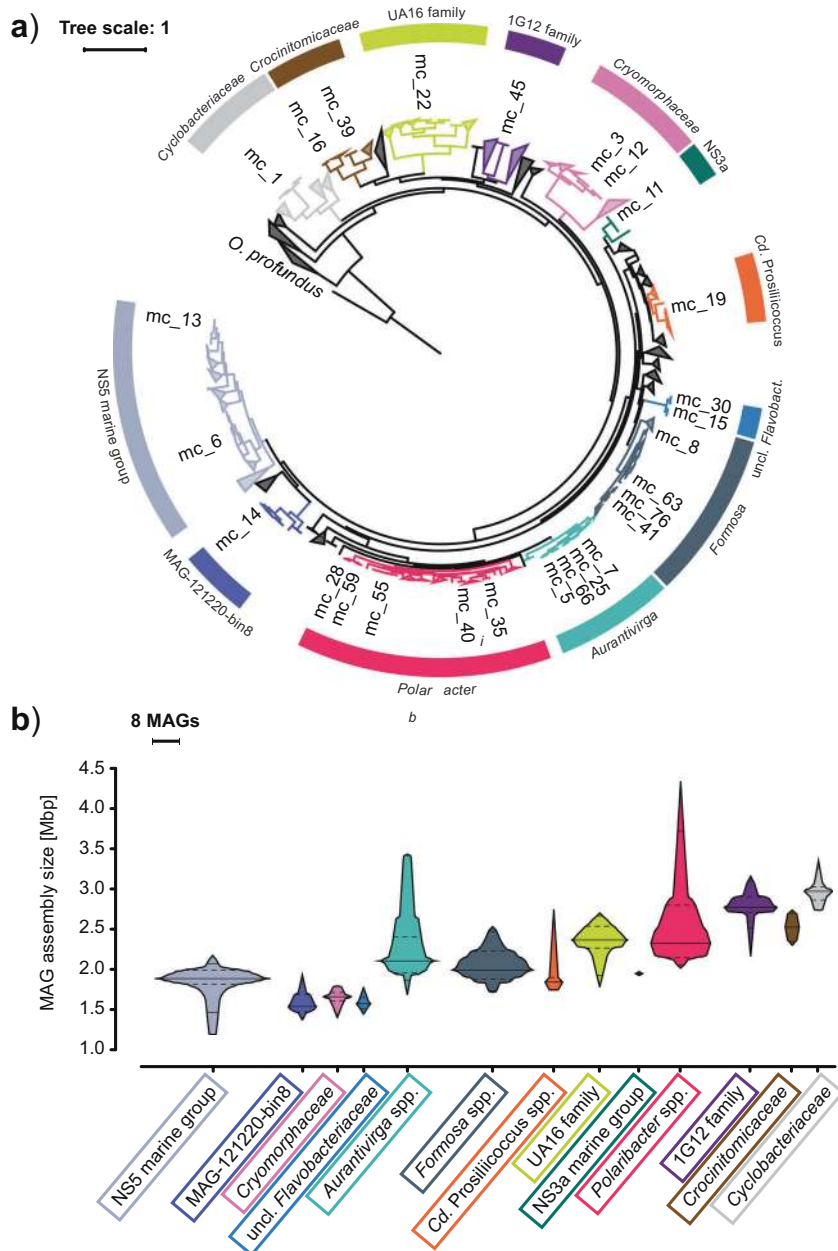 a)
Tree scale: 1
Cyclobacteriaceae
Crocinitomicaceae
UA16 family
1G12 family
Cryomorphaceae
NS3a
Cd. Prosiliicoccus
uncl. Flavobact.
Formosa
Aurantivirga
Polar acter
i
b
MAG-121220-bin8
NS5 marine group
mc_1
mc_16
mc_39
mc_22
mc_45
mc_3
mc_12
mc_11
mc_19
mc_30
mc_15
mc_8
mc_63
mc_76
mc_41
mc_7
mc_25
mc_66
mc_5
mc_35
mc_40
mc_55
mc_59
mc_28
mc_14
mc_6
mc_13
O. profundus
b)
8 MAGs
MAG assembly size [Mbp]
4.5
4.0
3.5
3.0
2.5
2.0
1.5
1.0
NS5 marine group
MAG-121220-bin8
Cryomorphaceae
uncl. Flavobacteriaceae
Aurantivirga spp.
Formosa spp.
Cd. Prosiliicoccus spp.
UA16 family
NS3a marine group
Polaribacter spp.
1G12 family
Crocinitomicaceae
Cyclobacteriaceae